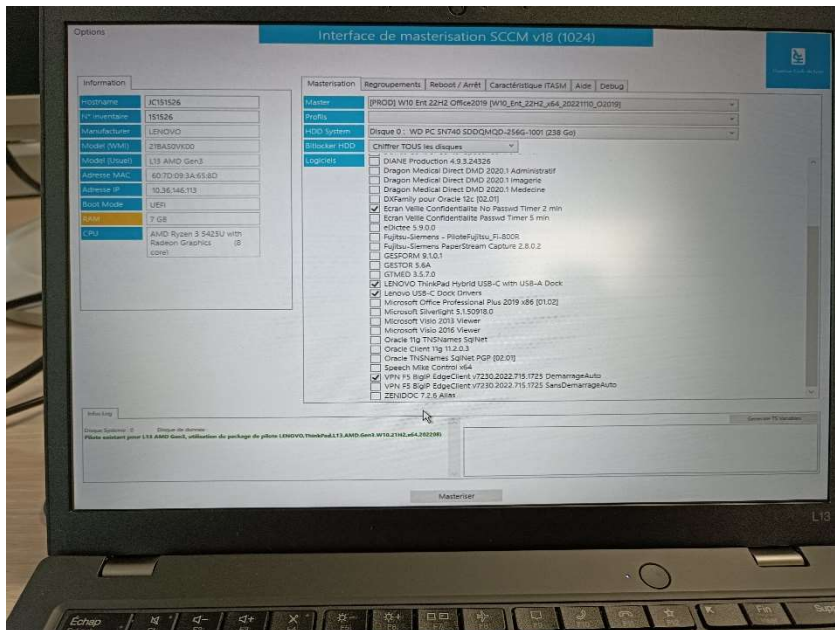 Options
Interface de masterisation SCCM v18 (1024)
Information
Hostname JC151526
N° Inventaire 151526
Manufacturer LENOVO
Model (WMI) 21BAS0VK00
Model (Usuel) L13 AMD Gen3
Adresse MAC 60:7D:09:3A:65:8D
Adresse IP 10.36.146.113
Boot Mode UEFI
RAM 7 GB
CPU AMD Ryzen 3 5425U with
Radeon Graphics (8
core)
Masterisation Regroupements Reboot / Arrêt Caractéristique ITASM Aide Debug
Master [PROD] W10 Ent 22H2 Office2019 [W10_Ent_22H2_x64_20221110_O2019]
Profils
HDD System Disque 0 : WD PC SN740 SDDQMQD-256G-1001 (238 Go)
Bitlocker HDD Chiffrer TOUS les disques
Logiciels
DIANE Production 4.9.3.24326
Dragon Medical Direct DMD 2020.1 Administratif
Dragon Medical Direct DMD 2020.1 Imagerie
Dragon Medical Direct DMD 2020.1 Medecine
DXFamily pour Oracle 12c [02.01]
Ecran Veille Confidentialite No Passwd Timer 2 min
Ecran Veille Confidentialite Passwd Timer 5 min
eDictee 5.9.0.0
Fujitsu-Siemens - PiloteFujitsu_Fi-800R
Fujitsu-Siemens PaperStream Capture 2.8.0.2
GESFORM 9.1.0.1
GESTOR 3.6A
GTMED 3.5.7.0
LENOVO ThinkPad Hybrid USB-C with USB-A Dock
Lenovo USB-C Dock Drivers
Microsoft Office Professional Plus 2019 x86 [01.02]
Microsoft Silverlight 5.1.50918.0
Microsoft Visio 2013 Viewer
Microsoft Visio 2016 Viewer
Oracle 11g TNSNames SqlNet
Oracle Client 11g 11.2.0.3
Oracle TNSNames SqlNet PGP [02.01]
Speech Mike Control x64
VPN F5 BigIP EdgeClient v7230.2022.715.1725 DemarrageAuto
VPN F5 BigIP EdgeClient v7230.2022.715.1725 SansDemarrageAuto
ZENIDOC 7.2.6 Alias
Infos Log
Disque Systeme : 0 Disque de donnée
Pilote existant pour L13 AMD Gen3, utilisation du package de pilote LENOVO.ThinkPad.L13.AMD.Gen3.W10.21H2.x64.202208)
Masteriser
L13
Echap
Fin